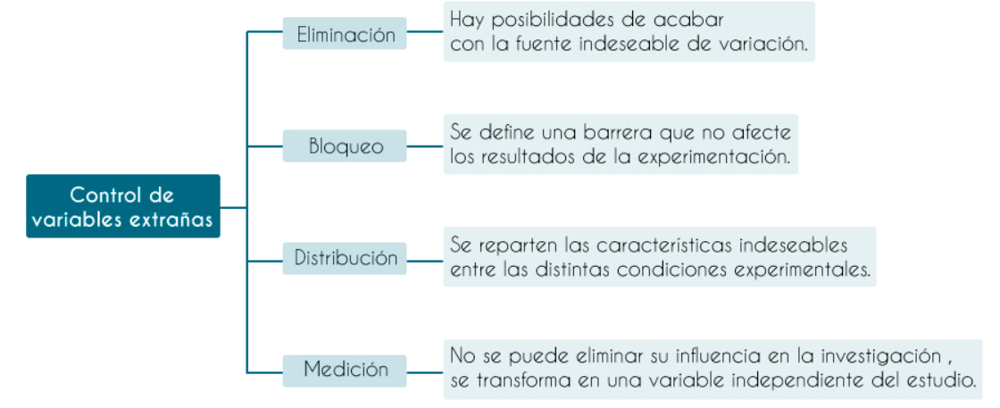 Control de
variables extrañas
Eliminación
Hay posibilidades de acabar
con la fuente indeseable de variación.
Bloqueo
Se define una barrera que no afecte
los resultados de la experimentación.
Distribución
Se reparten las características indeseables
entre las distintas condiciones experimentales.
Medición
No se puede eliminar su influencia en la investigación ,
se transforma en una variable independiente del estudio.